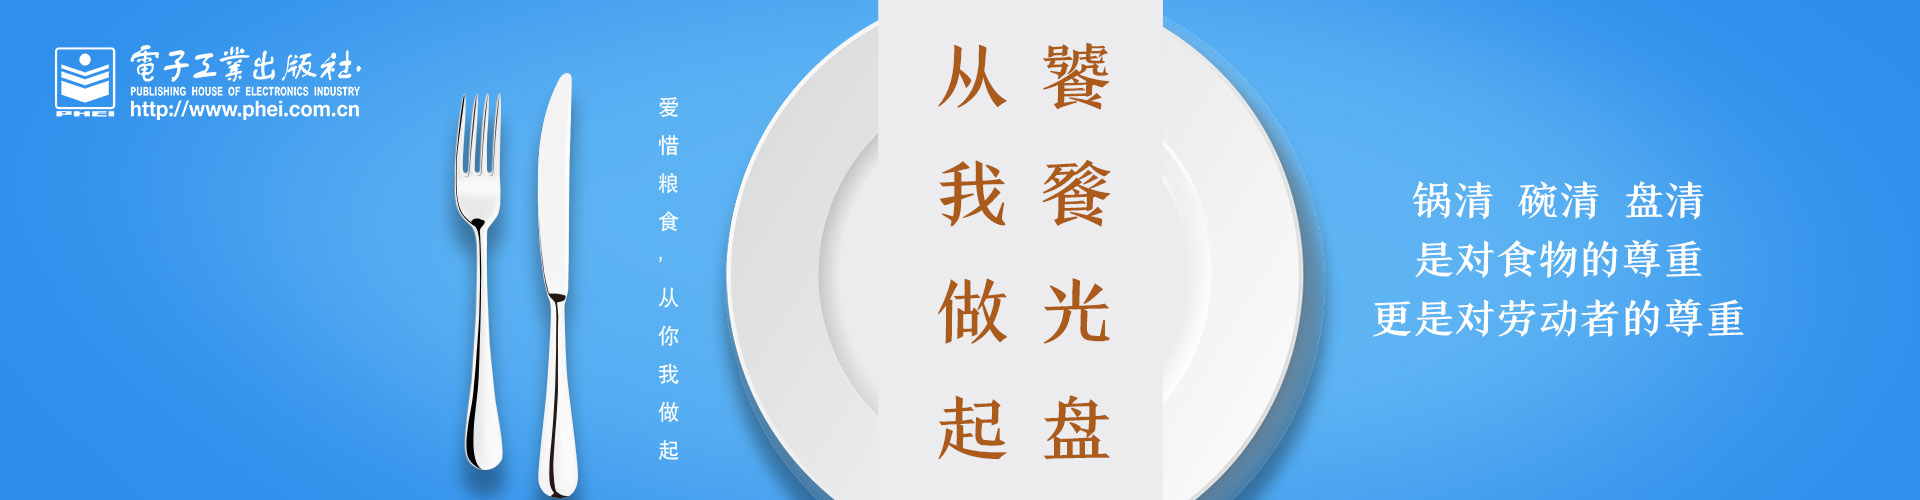 電子工業出版社
PUBLISHING HOUSE OF ELECTRONICS INDUSTRY
http://www.phei.com.cn
PHEI
爱惜粮食,从你我做起
饕餮光盘
从我做起
锅清 碗清 盘清
是对食物的尊重
更是对劳动者的尊重